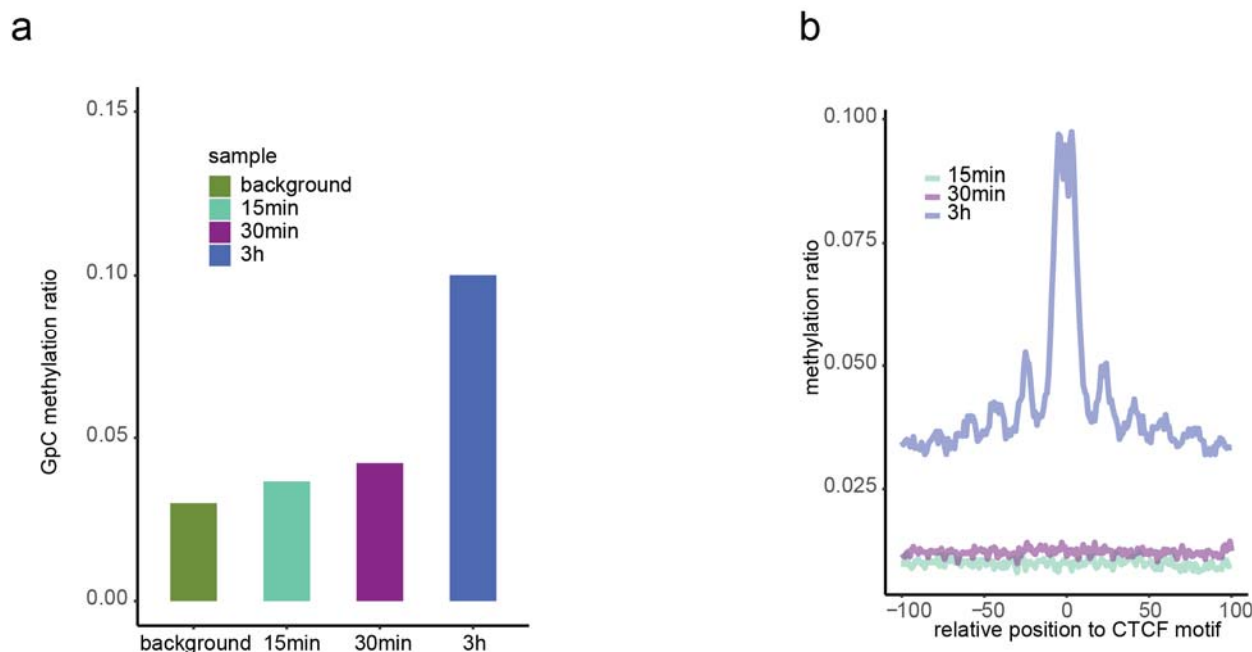 a
0.15
0.10
0.05
0.00
GpC methylation ratio
sample
background
15min
30min
3h
background 15min 30min 3h
b
0.100
0.075
0.050
0.025
methylation ratio
15min
30min
3h
−100 −50 0 50 100
relative position to CTCF motif